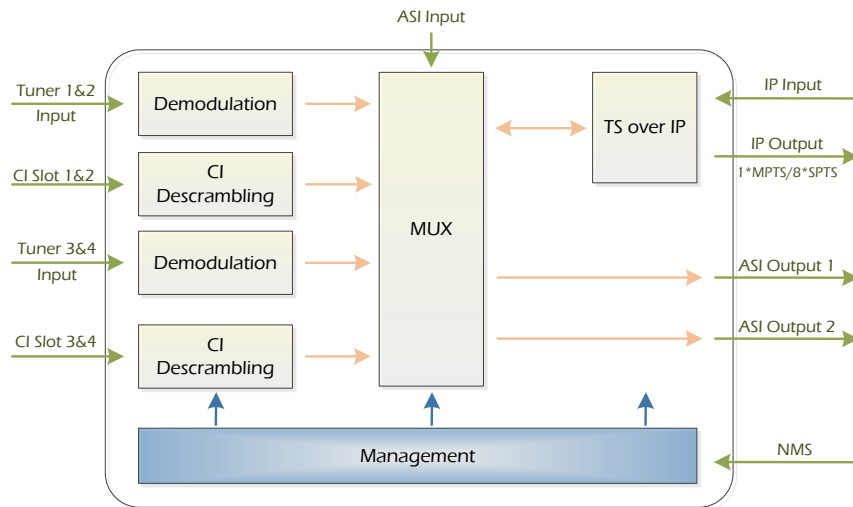 ASI Input
Tuner 1&2
Input
Demodulation
CI Slot 1&2
CI
Descrambling
Tuner 3&4
Input
Demodulation
CI Slot 3&4
CI
Descrambling
MUX
TS over IP
IP Input
IP Output
1*MPTS/8*SPTS
ASI Output 1
ASI Output 2
Management
NMS